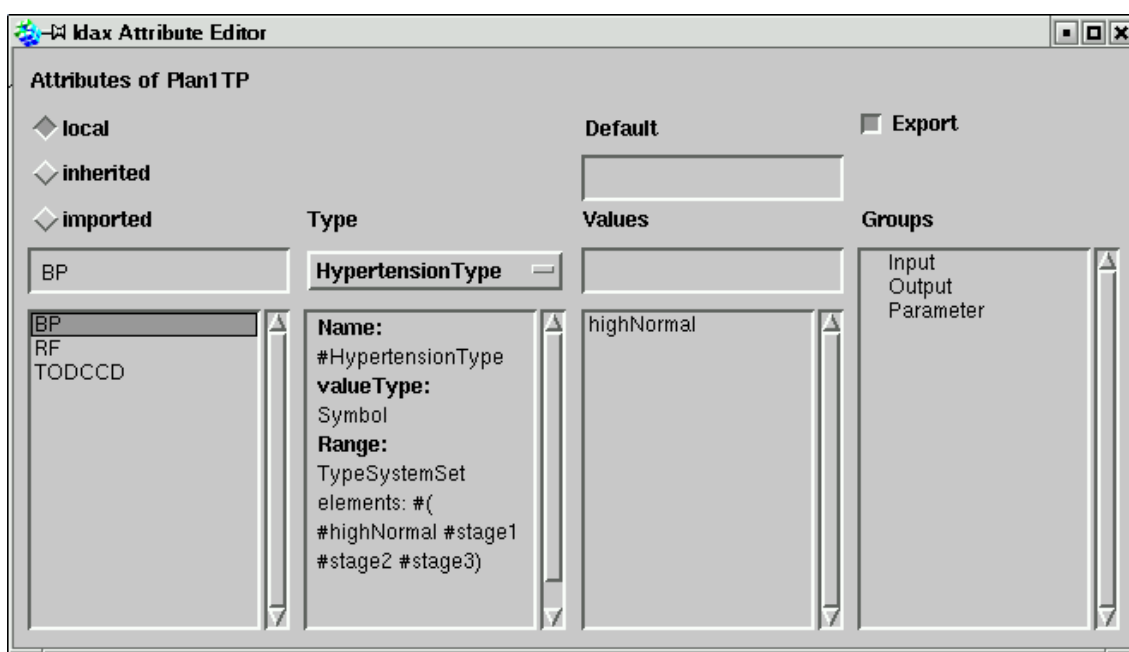 Idax Attribute Editor
Attributes of Plan1TP
local
Default
Export
inherited
imported
Type
Values
Groups
BP
HypertensionType
BP
RF
TODCCD
Name:
#HypertensionType
valueType:
Symbol
Range:
TypeSystemSet
elements: #(
#highNormal #stage1
#stage2 #stage3)
highNormal
Input
Output
Parameter